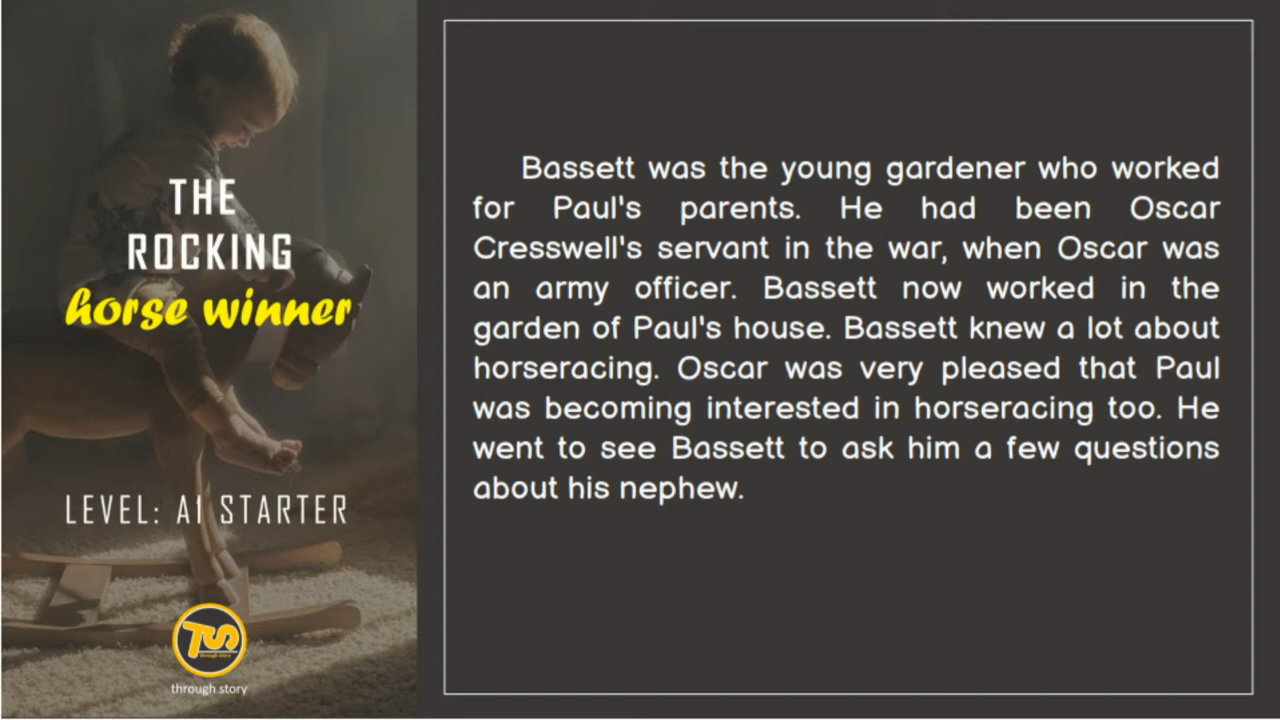 THE
ROCKING
horse winner
LEVEL: A1 STARTER
TS
through story
through story
Bassett was the young gardener who worked
for Paul's parents. He had been Oscar
Cresswell's servant in the war, when Oscar was
an army officer. Bassett now worked in the
garden of Paul's house. Bassett knew a lot about
horseracing. Oscar was very pleased that Paul
was becoming interested in horseracing too. He
went to see Bassett to ask him a few questions
about his nephew.